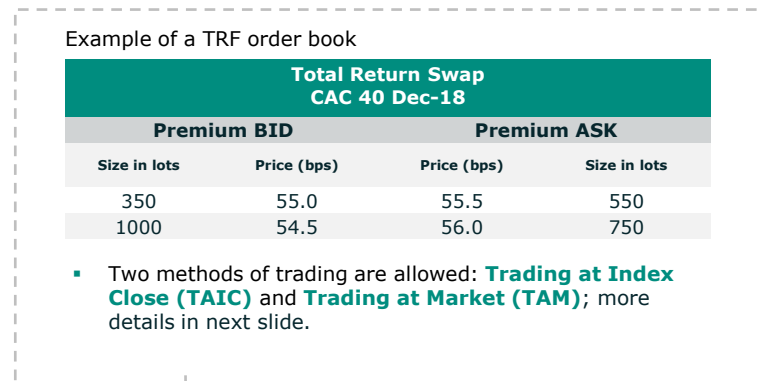 Example of a TRF order book
Total Return Swap
CAC 40 Dec-18
Premium BID Premium ASK
Size in lots Price (bps) Price (bps) Size in lots
350 55.0 55.5 550
1000 54.5 56.0 750
▪ Two methods of trading are allowed: Trading at Index
Close (TAIC) and Trading at Market (TAM); more
details in next slide.